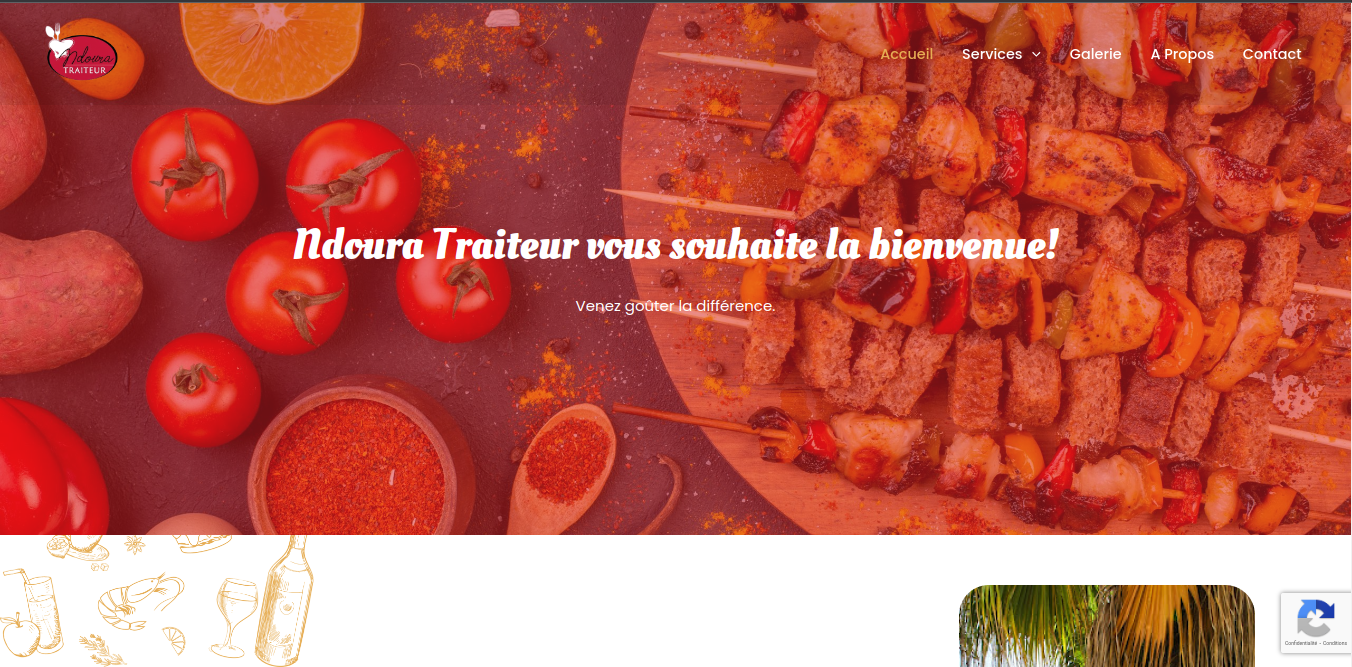 Ndoura
TRAITEUR
Accueil
Services
Galerie
A Propos
Contact
Ndoura Traiteur vous souhaite la bienvenue!
Venez goûter la différence.
Confidentialité - Conditions